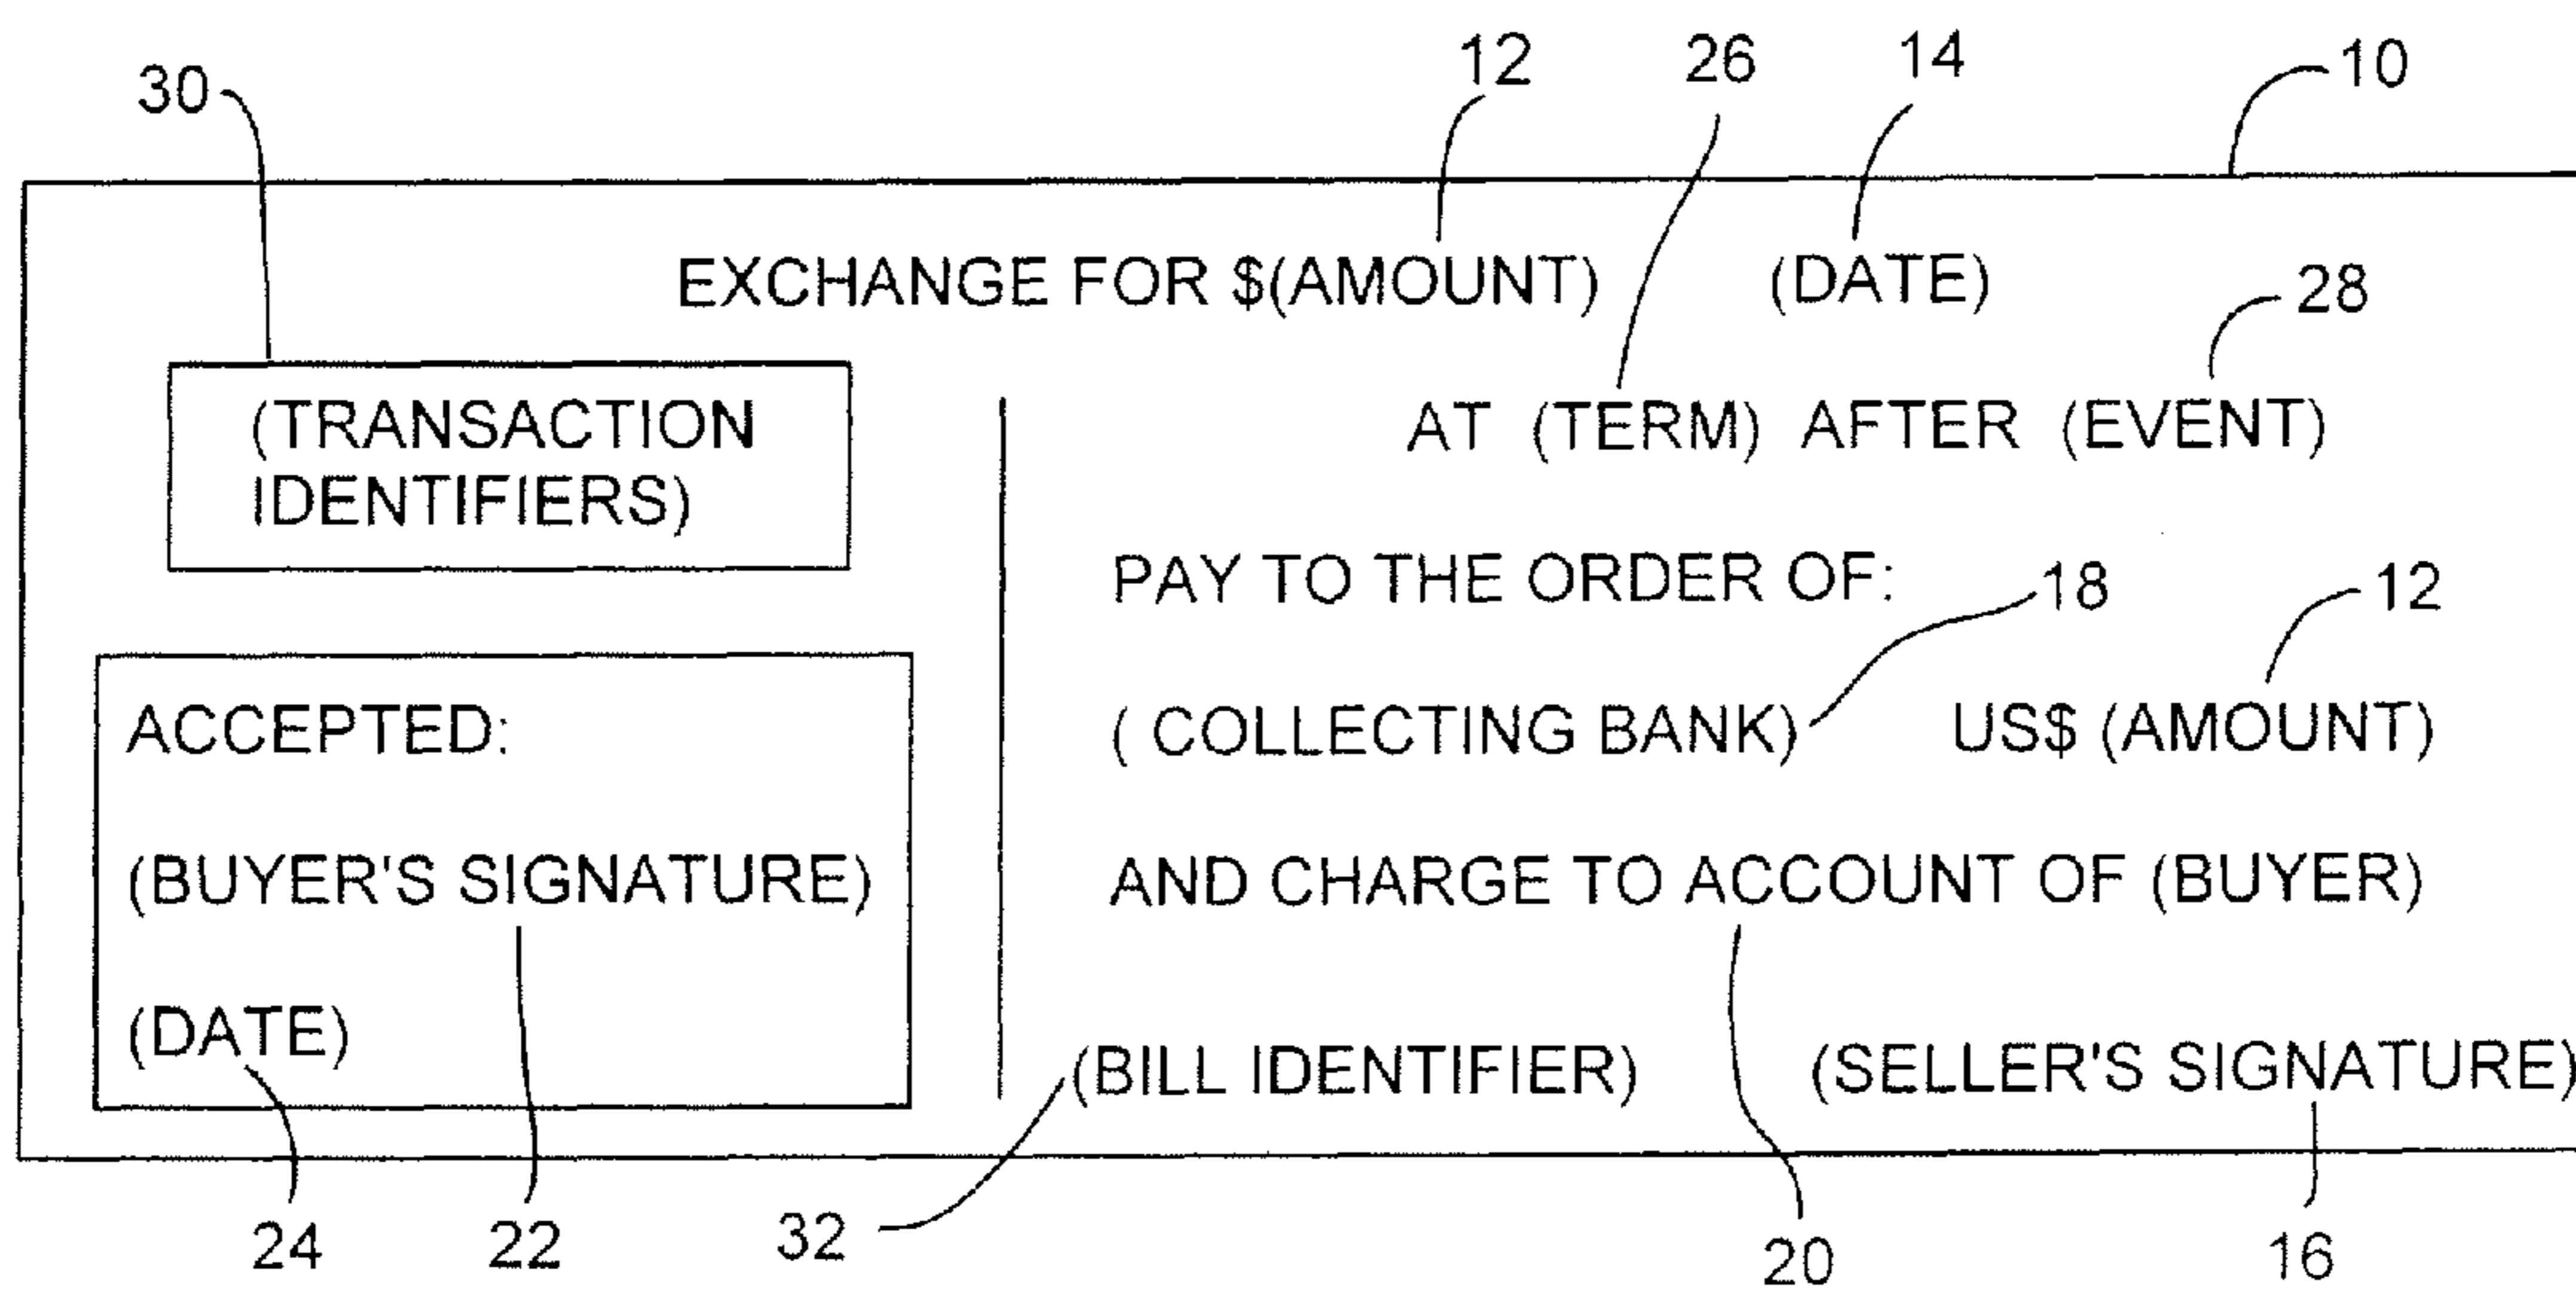 30 12 26 14 10
EXCHANGE FOR $(AMOUNT) (DATE)
28
(TRANSACTION
IDENTIFIERS)
AT (TERM) AFTER (EVENT)
PAY TO THE ORDER OF:
18 12
( COLLECTING BANK) US$ (AMOUNT)
AND CHARGE TO ACCOUNT OF (BUYER)
(BILL IDENTIFIER) (SELLER'S SIGNATURE)
ACCEPTED:
(BUYER'S SIGNATURE)
(DATE)
24 22 32 20 16